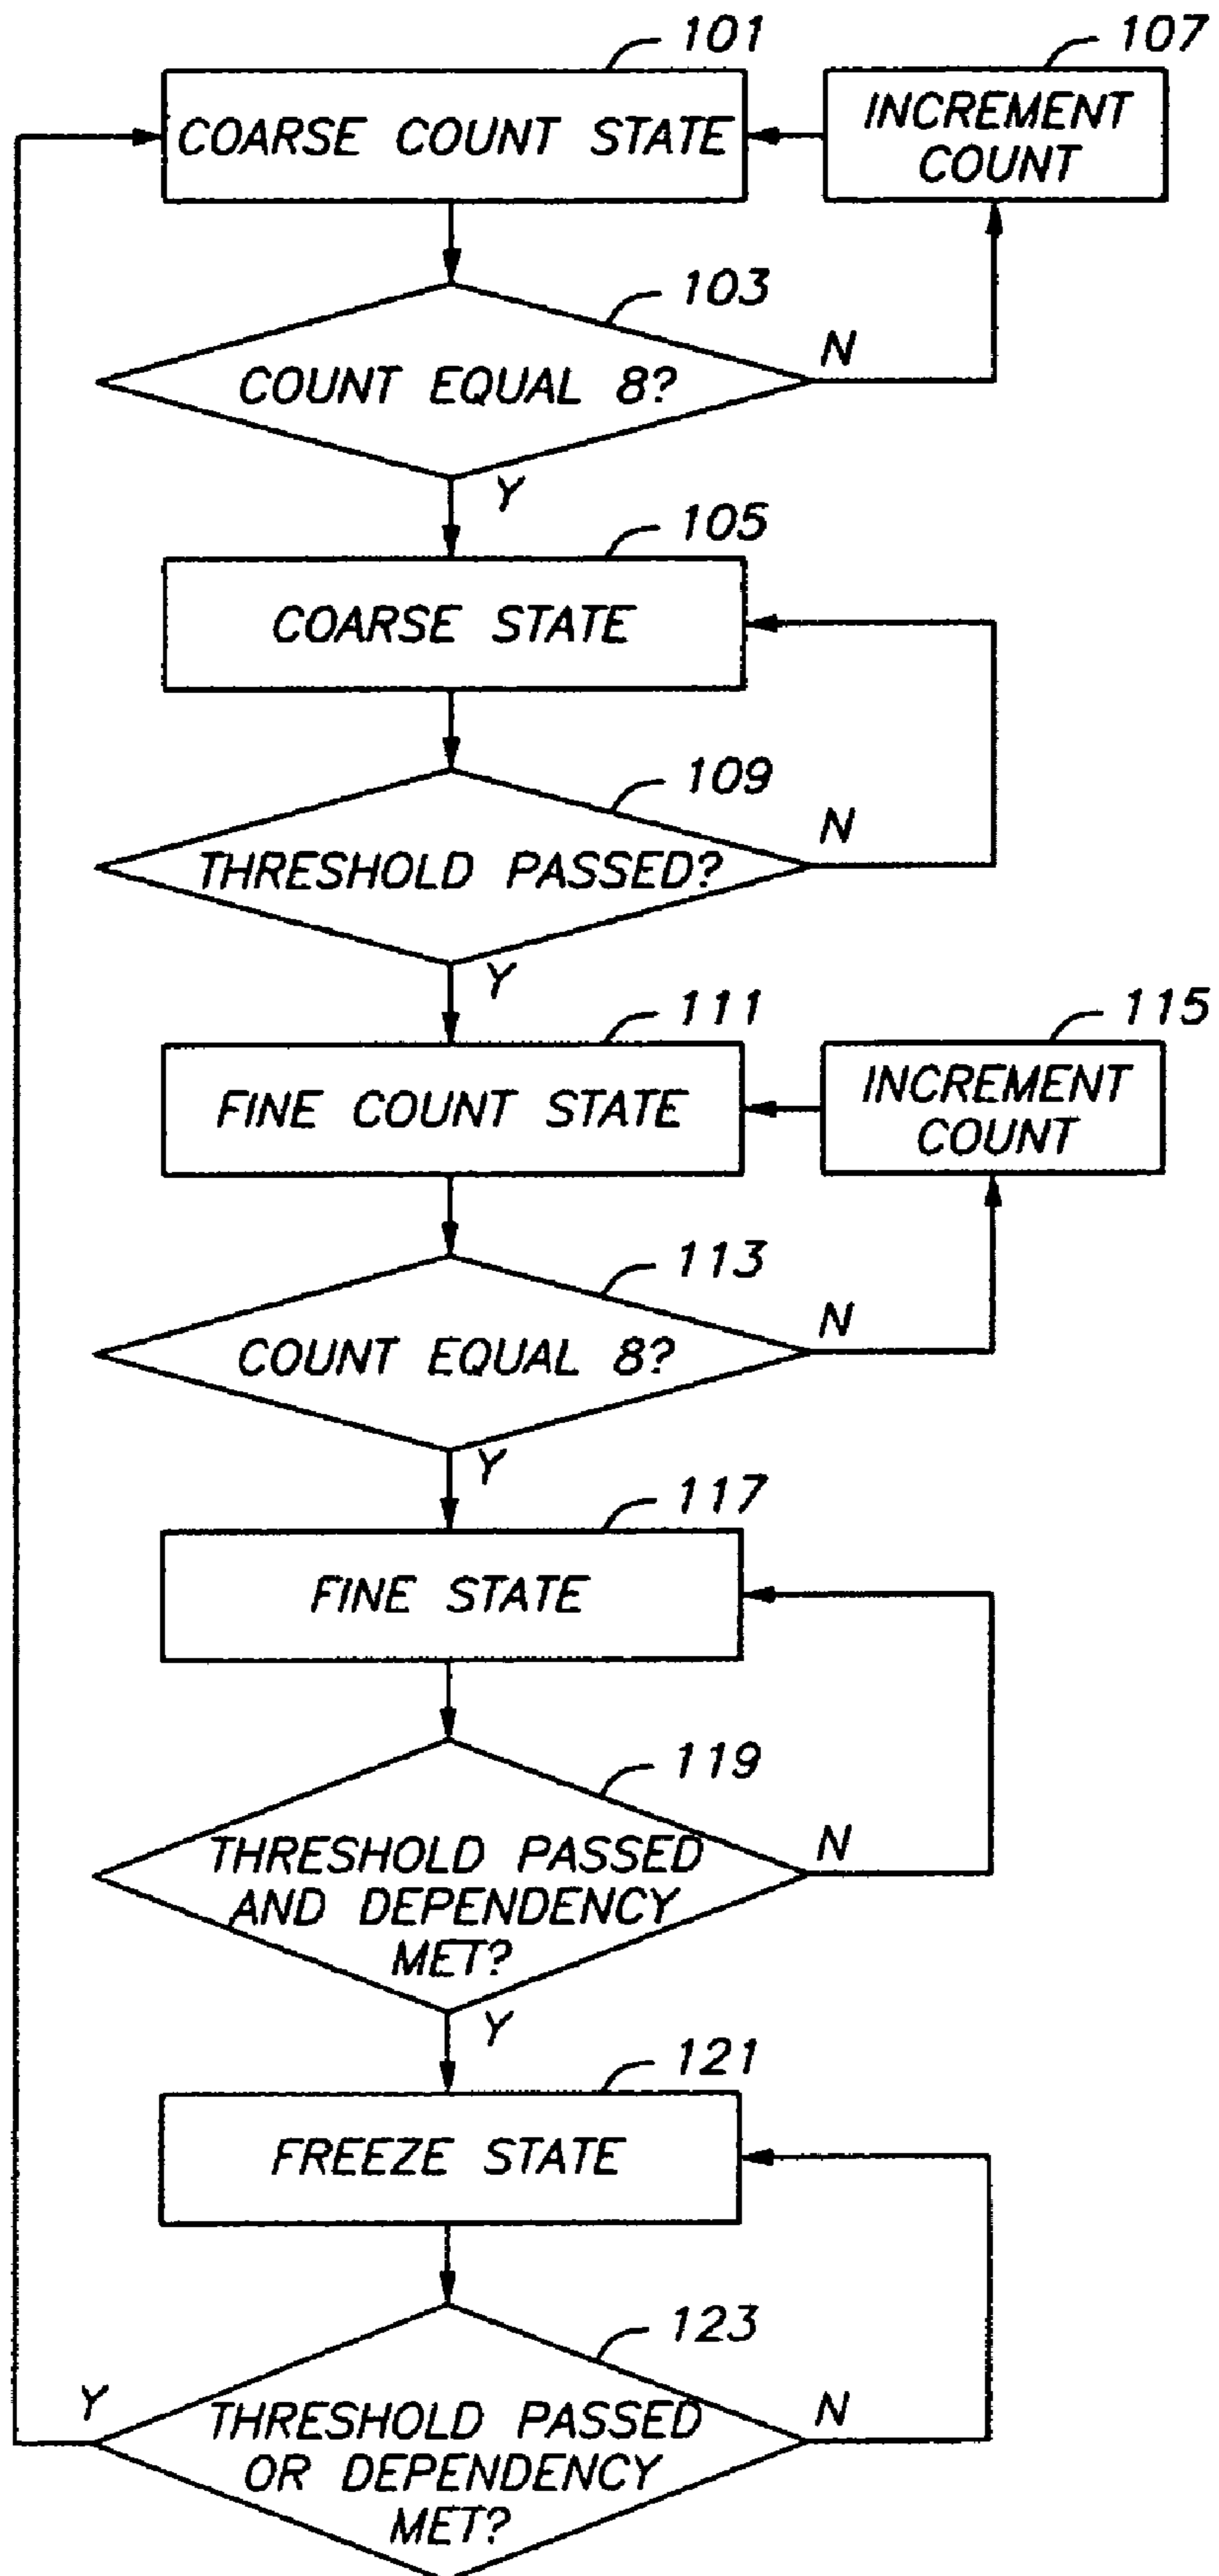 101
107
COARSE COUNT STATE
INCREMENT
COUNT
103
COUNT EQUAL 8?
N
Y
105
COARSE STATE
109
THRESHOLD PASSED?
N
Y
111
115
FINE COUNT STATE
INCREMENT
COUNT
113
COUNT EQUAL 8?
N
Y
117
FINE STATE
119
THRESHOLD PASSED
AND DEPENDENCY
MET?
N
Y
121
FREEZE STATE
123
Y
THRESHOLD PASSED
OR DEPENDENCY
MET?
N